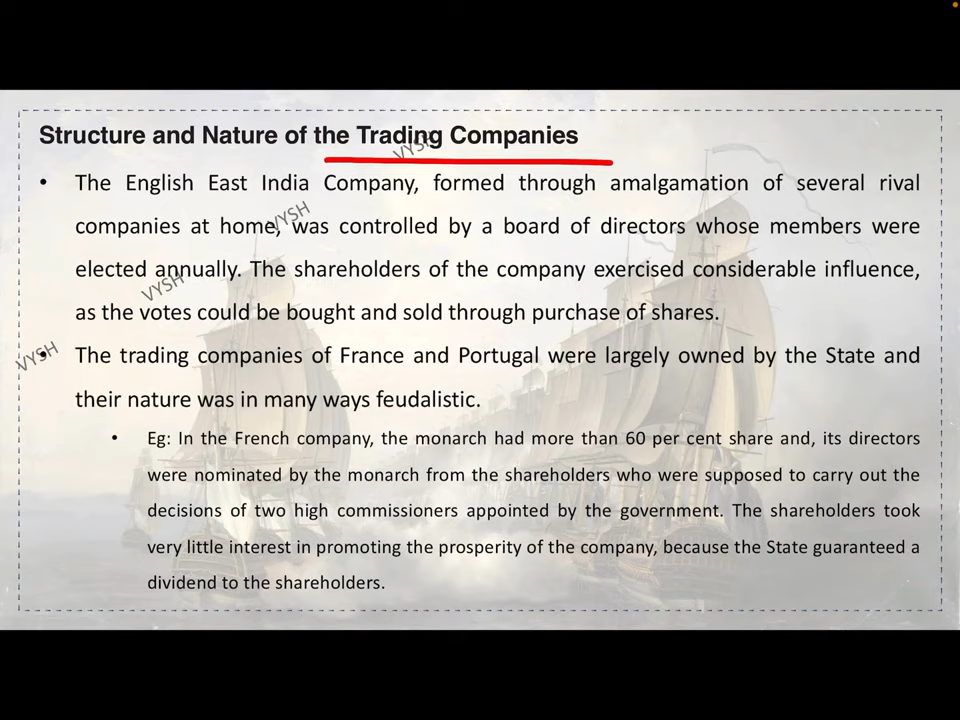 Structure and Nature of the Trading Companies
VYSH
• The English East India Company, formed through amalgamation of several rival
VYSH
companies at home, was controlled by a board of directors whose members were
elected annually. The shareholders of the company exercised considerable influence,
VYSH
as the votes could be bought and sold through purchase of shares.
VYSH
• The trading companies of France and Portugal were largely owned by the State and
their nature was in many ways feudalistic.
• Eg: In the French company, the monarch had more than 60 per cent share and, its directors
were nominated by the monarch from the shareholders who were supposed to carry out the
decisions of two high commissioners appointed by the government. The shareholders took
very little interest in promoting the prosperity of the company, because the State guaranteed a
dividend to the shareholders.